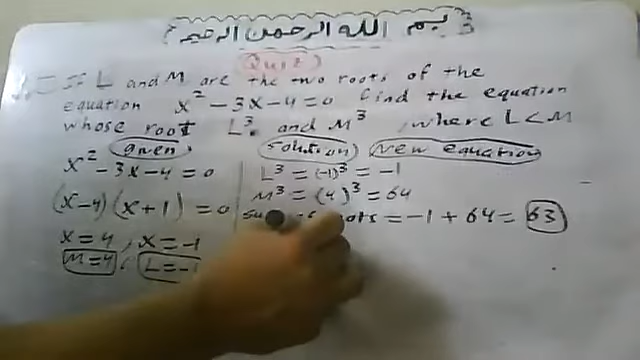 بسم الله الرحمن الرحيم
Quiz
If L and M are the two roots of the
equation x² - 3x - 4 = 0 find the equation
whose root L³ and M³, where L < M
given
x² - 3x - 4 = 0
(x-4)(x+1) = 0
x = 4, x = -1
M = 4, L = -1
solution new equation
L³ = (-1)³ = -1
M³ = (4)³ = 64
= -1 + 64 = 63